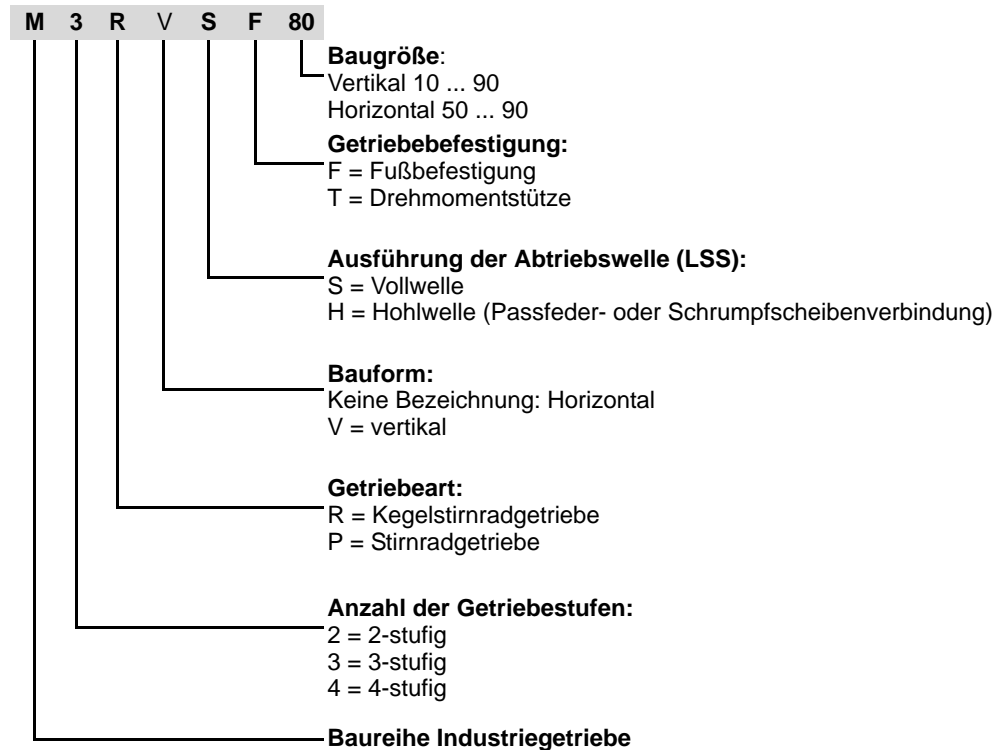 M 3 R V S F 80
Baugröße:
Vertikal 10 ... 90
Horizontal 50 ... 90
Getriebebefestigung:
F = Fußbefestigung
T = Drehmomentstütze
Ausführung der Abtriebswelle (LSS):
S = Vollwelle
H = Hohlwelle (Passfeder- oder Schrumpfscheibenverbindung)
Bauform:
Keine Bezeichnung: Horizontal
V = vertikal
Getriebeart:
R = Kegelstirnradgetriebe
P = Stirnradgetriebe
Anzahl der Getriebestufen:
2 = 2-stufig
3 = 3-stufig
4 = 4-stufig
Baureihe Industriegetriebe